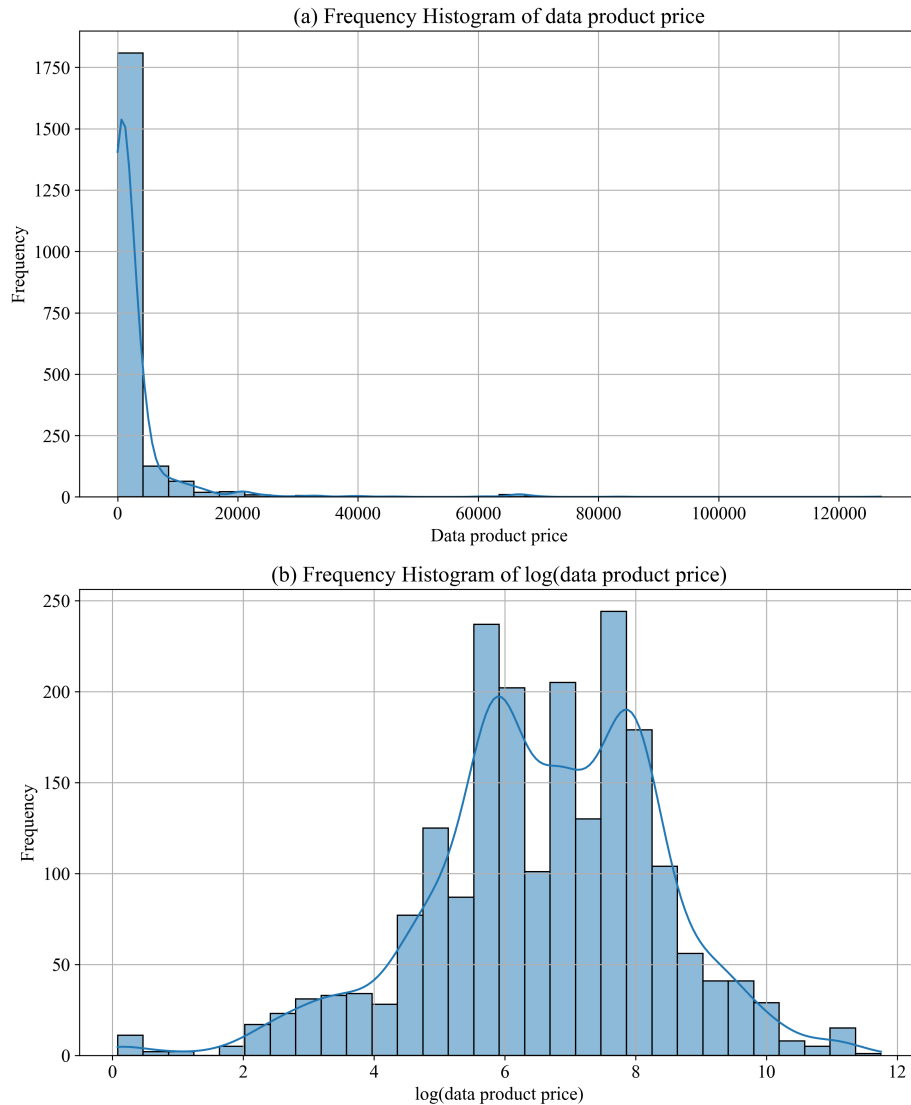 (a) Frequency Histogram of data product price
1750
1500
1250
1000
750
500
250
0
Frequency
0 20000 40000 60000 80000 100000 120000
Data product price
(b) Frequency Histogram of log(data product price)
250
200
150
100
50
0
Frequency
0 2 4 6 8 10 12
log(data product price)